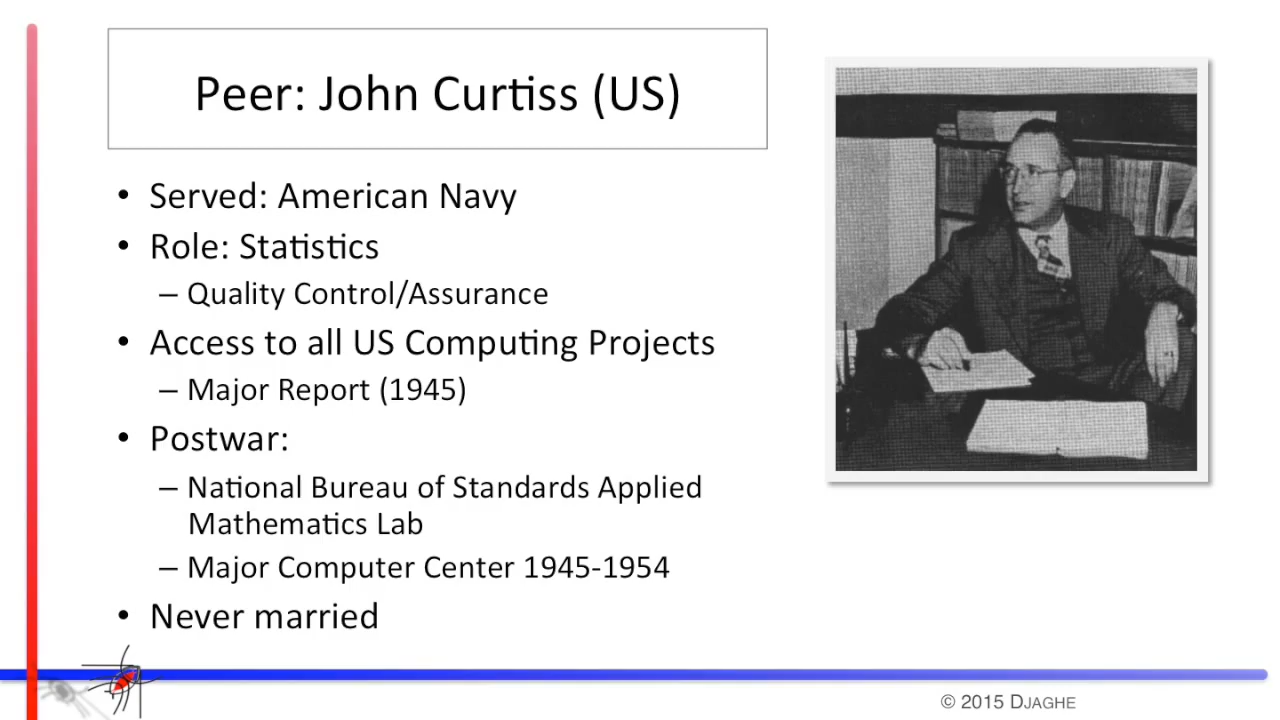 Peer: John Curtiss (US)
• Served: American Navy
• Role: Statistics
– Quality Control/Assurance
• Access to all US Computing Projects
– Major Report (1945)
• Postwar:
– National Bureau of Standards Applied
Mathematics Lab
– Major Computer Center 1945-1954
• Never married
© 2015 DJAGHE